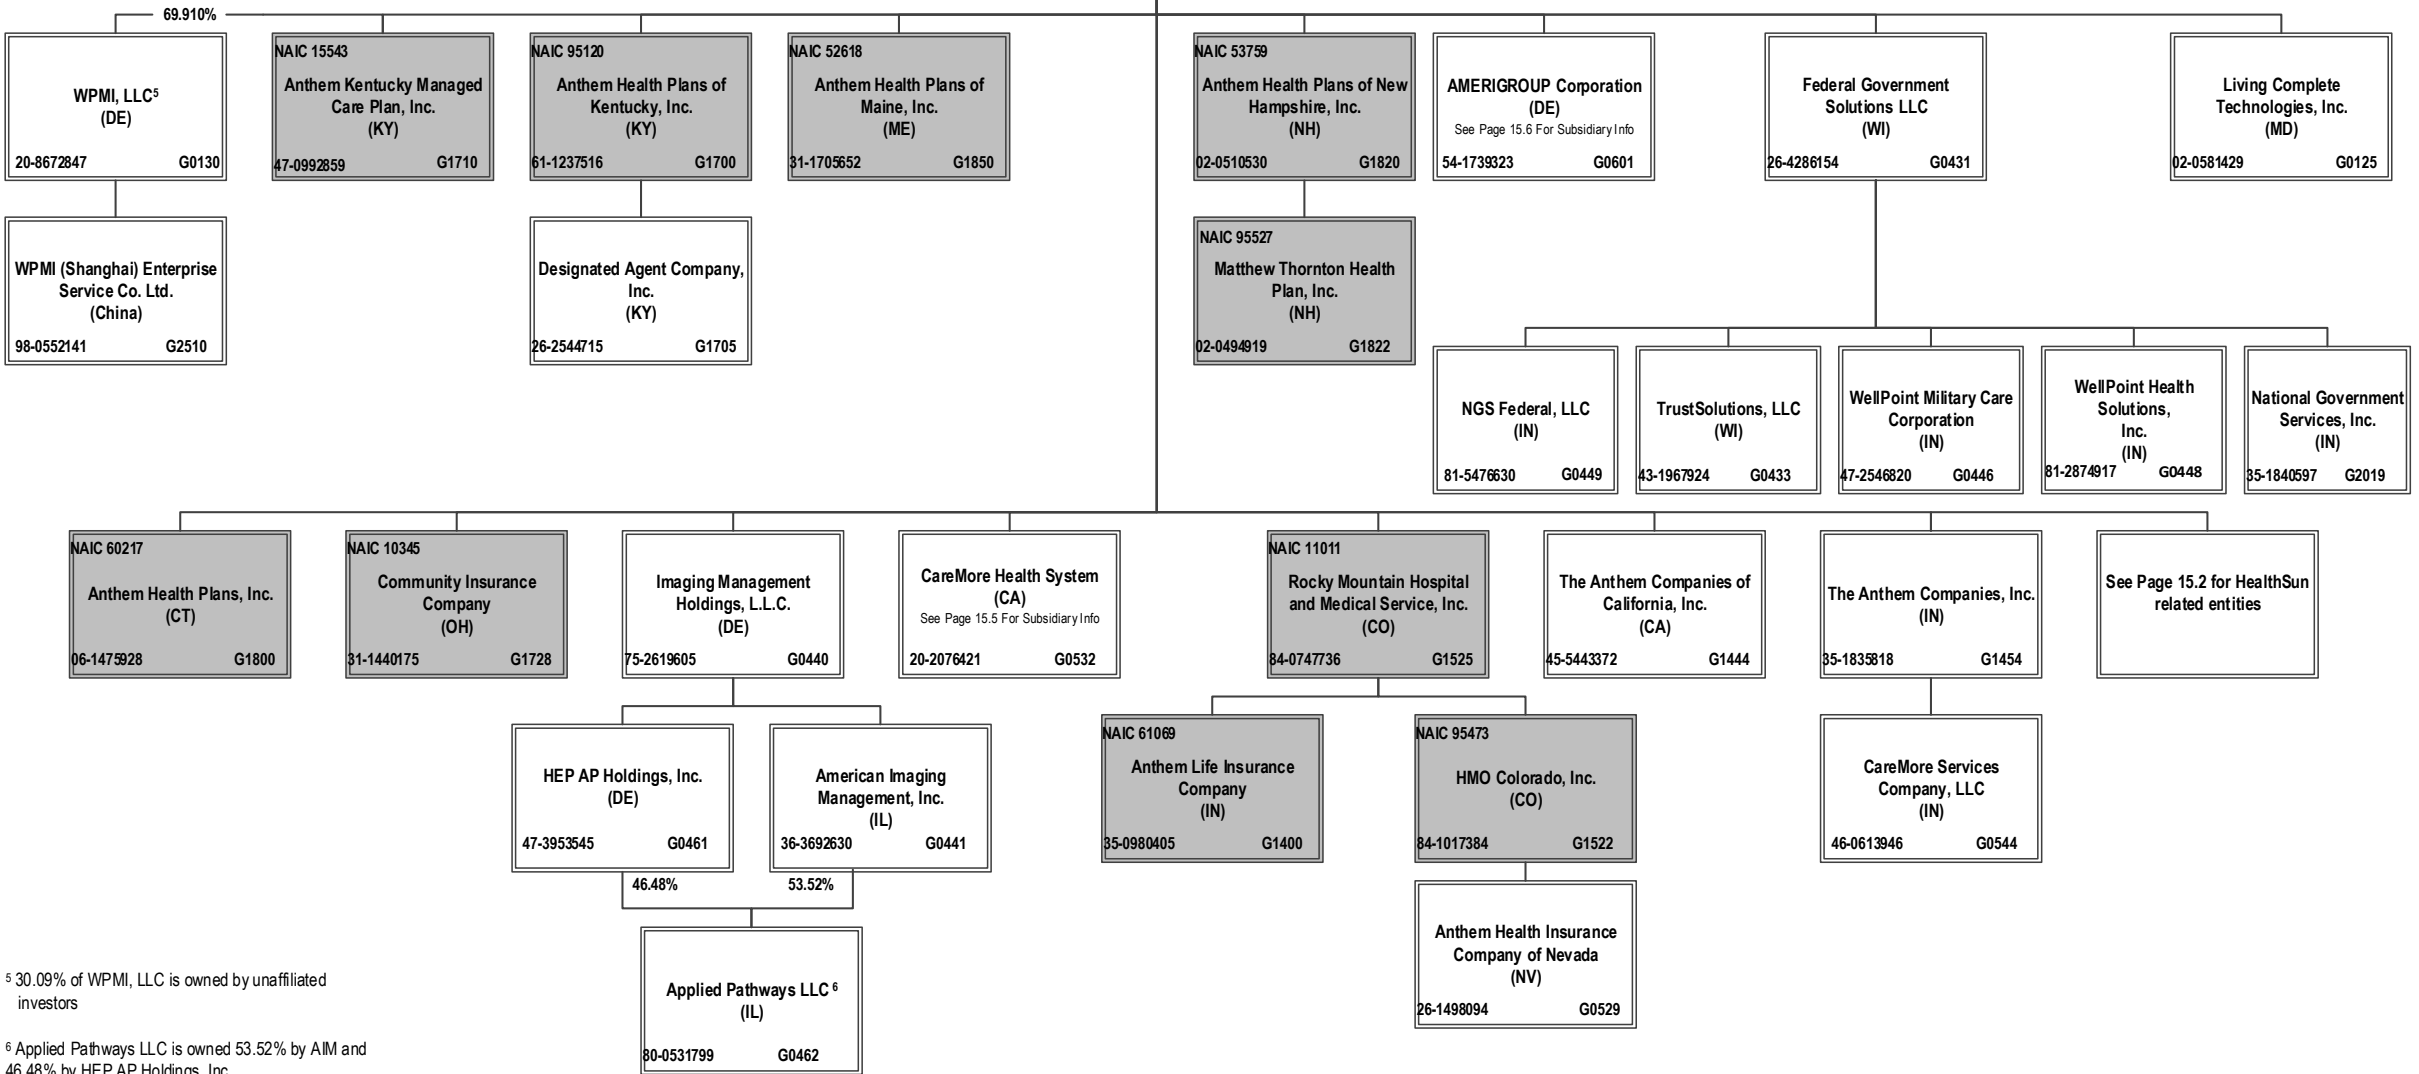 69.910%
WPMI, LLC⁵
(DE)
20-8672847 G0130
NAIC 15543
Anthem Kentucky Managed
Care Plan, Inc.
(KY)
47-0992859 G1710
NAIC 95120
Anthem Health Plans of
Kentucky, Inc.
(KY)
61-1237516 G1700
NAIC 52618
Anthem Health Plans of
Maine, Inc.
(ME)
31-1705652 G1850
NAIC 53759
Anthem Health Plans of New
Hampshire, Inc.
(NH)
02-0510530 G1820
AMERIGROUP Corporation
(DE)
See Page 15.6 For Subsidiary Info
54-1739323 G0601
Federal Government
Solutions LLC
(WI)
26-4286154 G0431
Living Complete
Technologies, Inc.
(MD)
02-0581429 G0125
WPMI (Shanghai) Enterprise
Service Co. Ltd.
(China)
98-0552141 G2510
Designated Agent Company,
Inc.
(KY)
26-2544715 G1705
NAIC 95527
Matthew Thornton Health
Plan, Inc.
(NH)
02-0494919 G1822
NGS Federal, LLC
(IN)
81-5476630 G0449
TrustSolutions, LLC
(WI)
43-1967924 G0433
WellPoint Military Care
Corporation
(IN)
47-2546820 G0446
WellPoint Health
Solutions,
Inc.
(IN)
81-2874917 G0448
National Government
Services, Inc.
(IN)
35-1840597 G2019
NAIC 60217
Anthem Health Plans, Inc.
(CT)
06-1475928 G1800
NAIC 10345
Community Insurance
Company
(OH)
31-1440175 G1728
Imaging Management
Holdings, L.L.C.
(DE)
75-2619605 G0440
CareMore Health System
(CA)
See Page 15.5 For Subsidiary Info
20-2076421 G0532
NAIC 11011
Rocky Mountain Hospital
and Medical Service, Inc.
(CO)
84-0747736 G1525
The Anthem Companies of
California, Inc.
(CA)
45-5443372 G1444
The Anthem Companies, Inc.
(IN)
35-1835818 G1454
See Page 15.2 for HealthSun
related entities
HEP AP Holdings, Inc.
(DE)
47-3953545 G0461
American Imaging
Management, Inc.
(IL)
36-3692630 G0441
NAIC 61069
Anthem Life Insurance
Company
(IN)
35-0980405 G1400
NAIC 95473
HMO Colorado, Inc.
(CO)
84-1017384 G1522
CareMore Services
Company, LLC
(IN)
46-0613946 G0544
46.48% 53.52%
Applied Pathways LLC ⁶
(IL)
80-0531799 G0462
Anthem Health Insurance
Company of Nevada
(NV)
26-1498094 G0529
⁵ 30.09% of WPMI, LLC is owned by unaffiliated
investors
⁶ Applied Pathways LLC is owned 53.52% by AIM and
46.48% by HEP AP Holdings, Inc